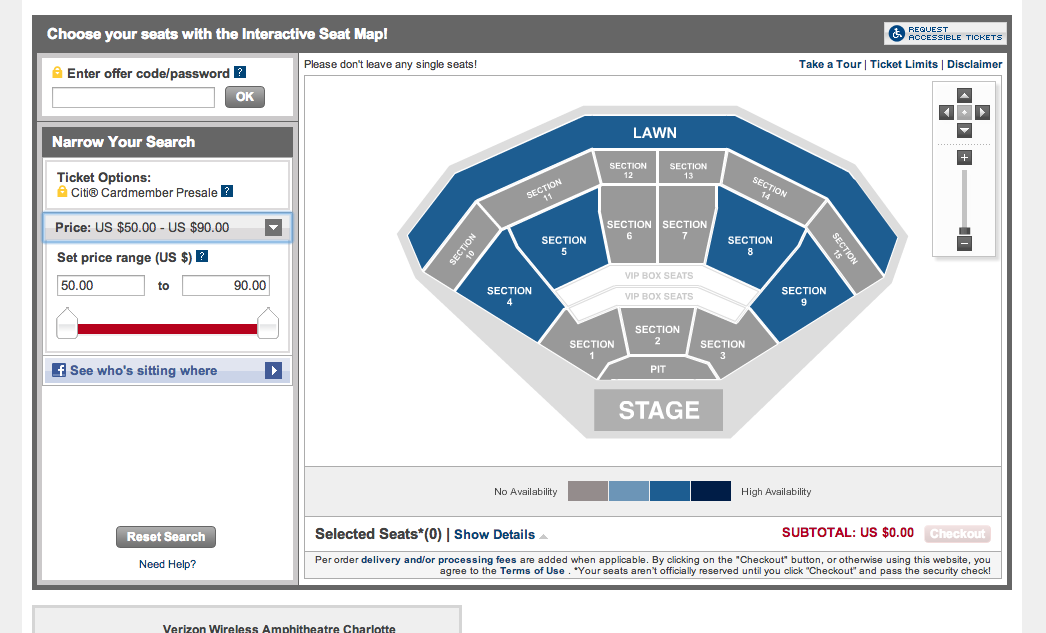 Choose your seats with the Interactive Seat Map!
REQUEST
ACCESSIBLE TICKETS
Enter offer code/password ?
OK
Narrow Your Search
Ticket Options:
Citi® Cardmember Presale ?
Price: US $50.00 - US $90.00
Set price range (US $) ?
50.00 to 90.00
f See who's sitting where
Reset Search
Need Help?
Please don't leave any single seats!
Take a Tour | Ticket Limits | Disclaimer
LAWN
SECTION
12
SECTION
13
SECTION
11
SECTION
14
SECTION
10
SECTION
15
SECTION
6
SECTION
7
SECTION
5
SECTION
8
VIP BOX SEATS
VIP BOX SEATS
SECTION
4
SECTION
9
SECTION
1
SECTION
2
SECTION
3
PIT
STAGE
No Availability
High Availability
Selected Seats*(0) | Show Details
SUBTOTAL: US $0.00
Checkout
Per order delivery and/or processing fees are added when applicable. By clicking on the "Checkout" button, or otherwise using this website, you
agree to the Terms of Use . *Your seats aren't officially reserved until you click "Checkout" and pass the security check!
Verizon Wireless Amphitheatre Charlotte